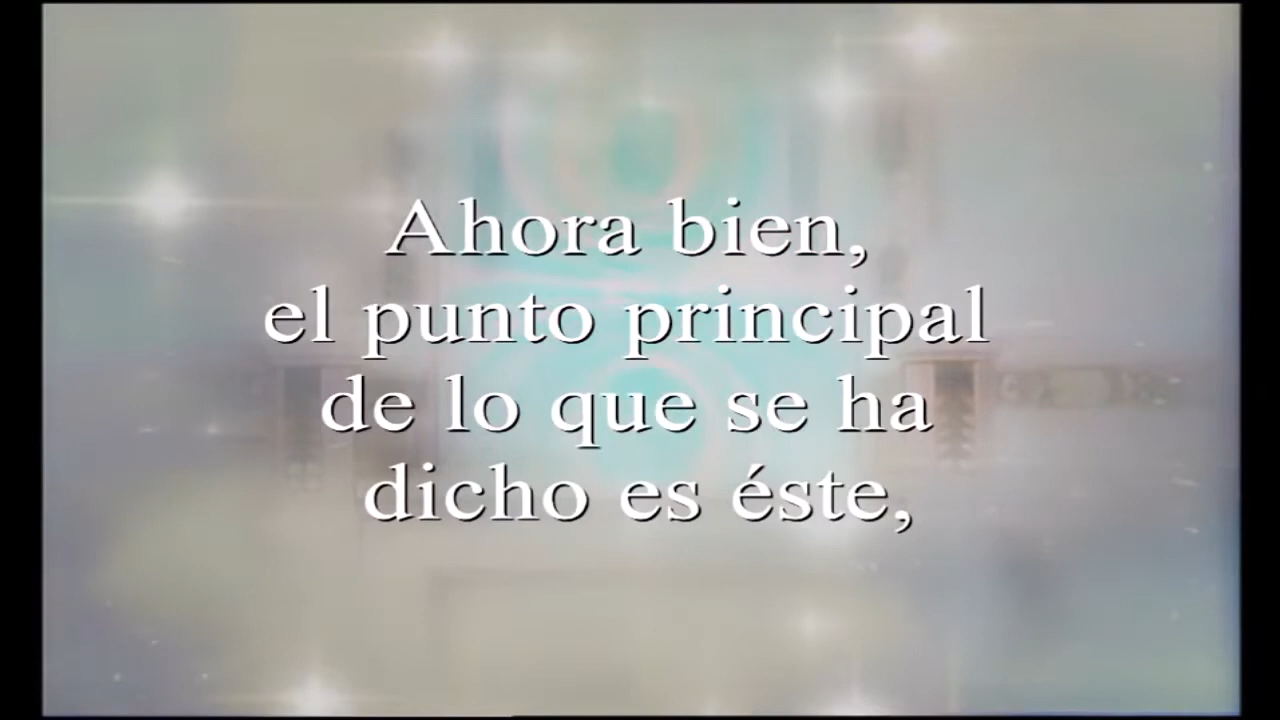 Ahora bien,
el punto principal
de lo que se ha
dicho es éste,